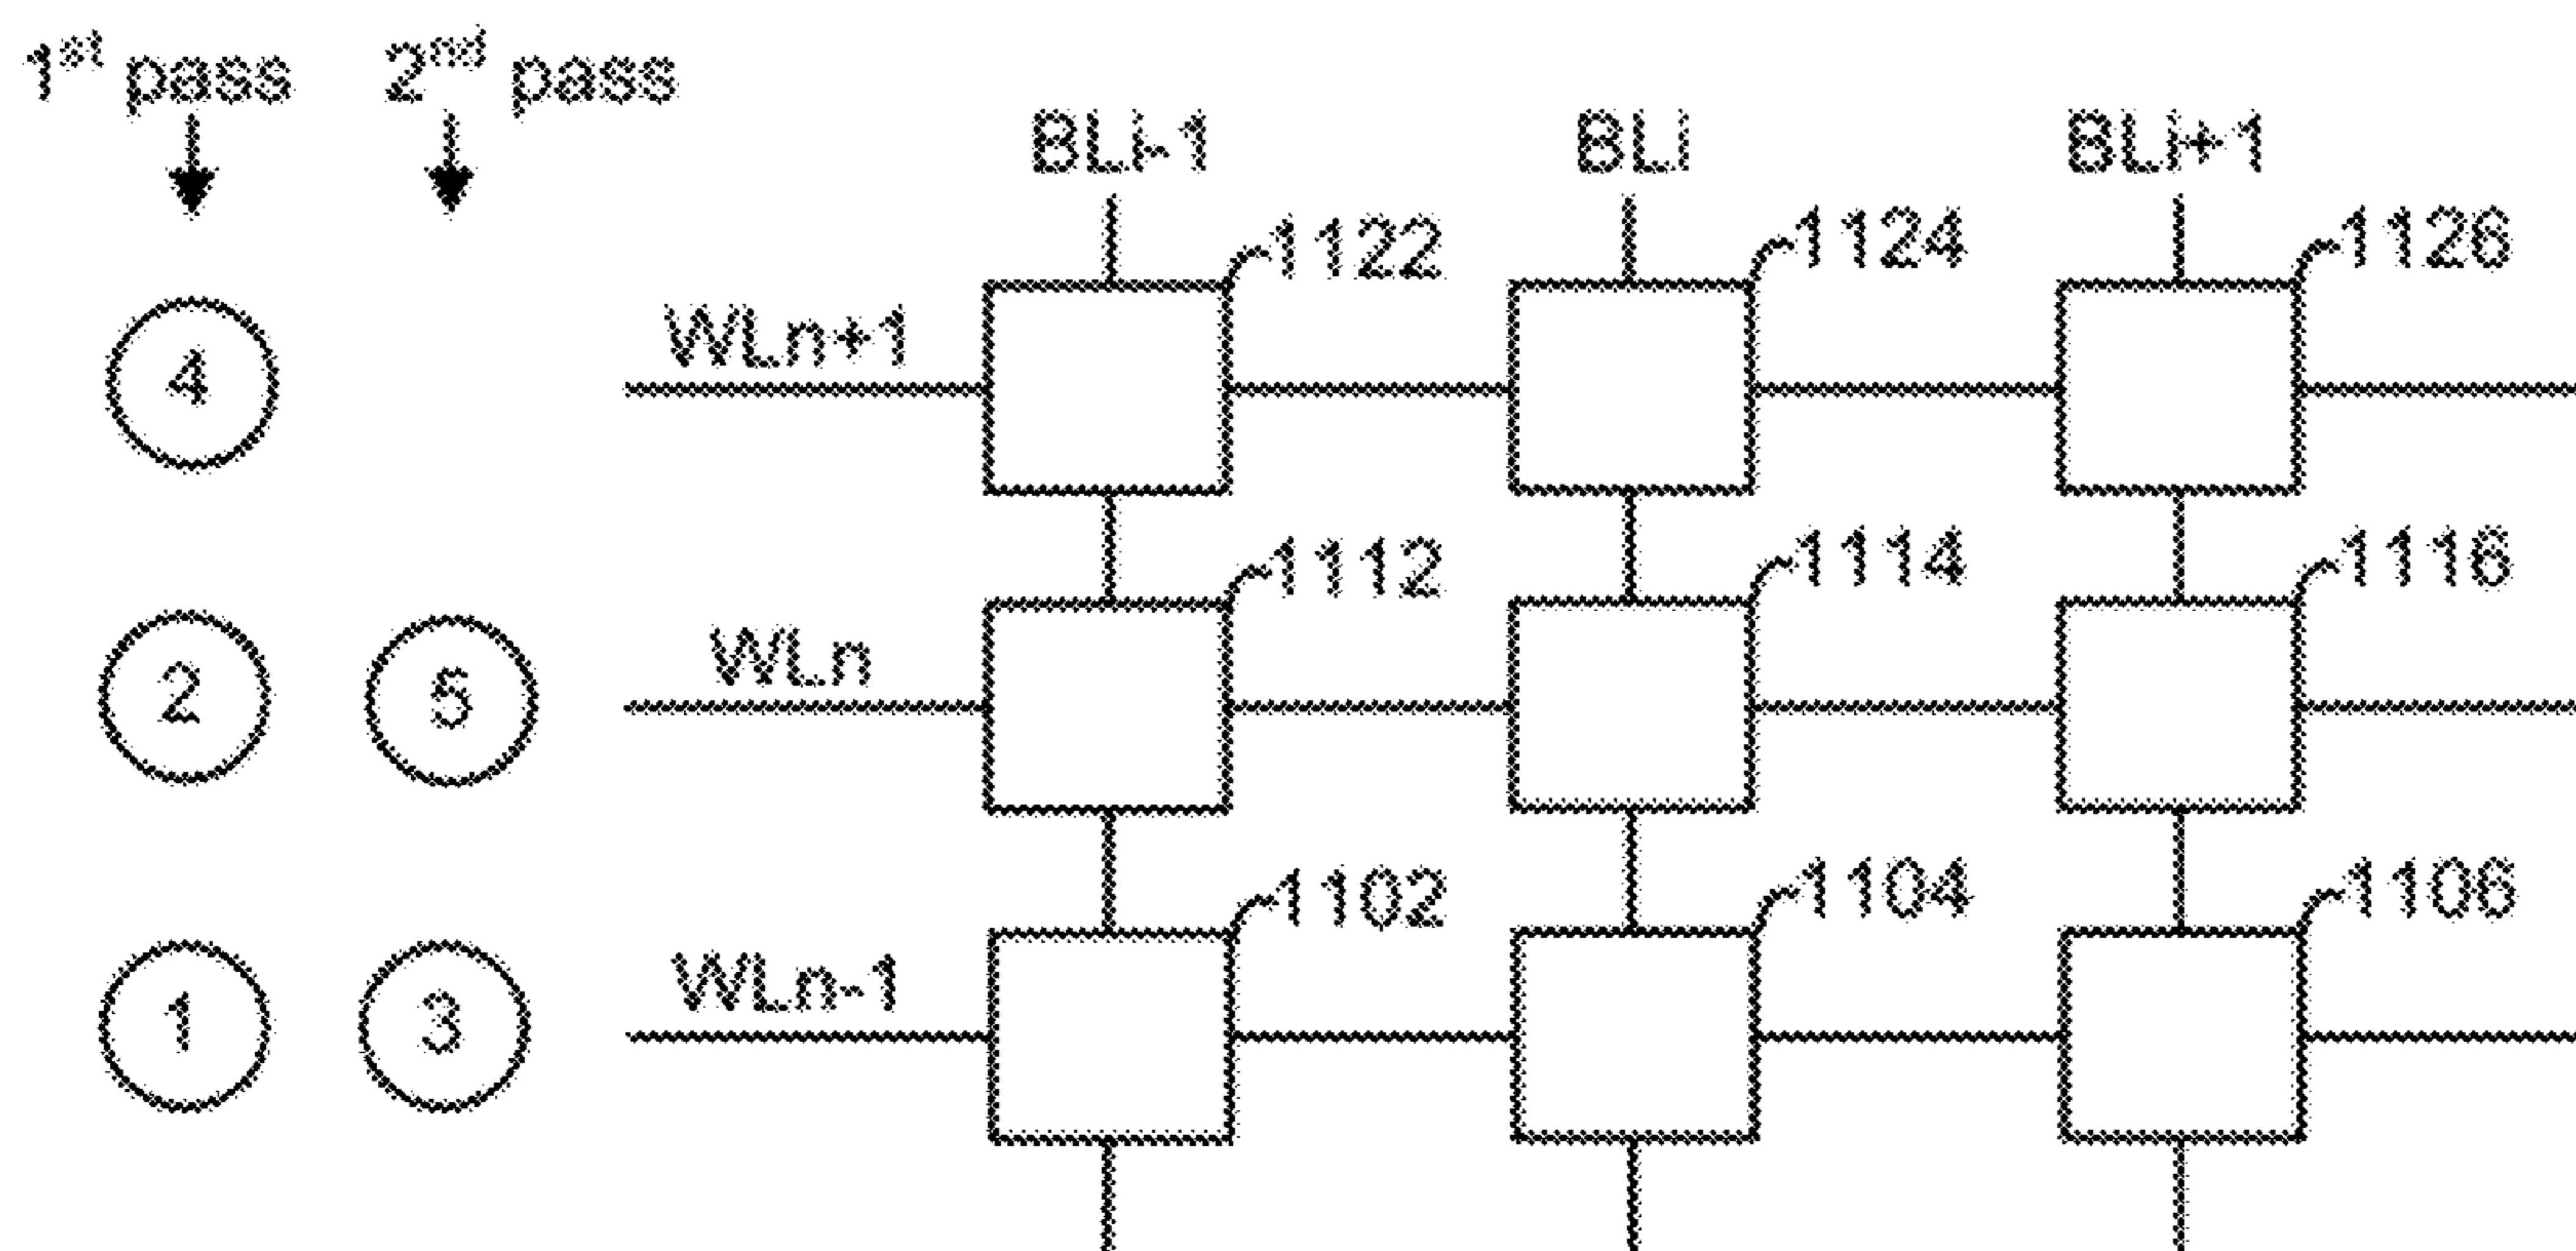 1st pass 2nd pass
BLi-1 BLi BLi+1
1122 1124 1126
4 WLn+1
1112 1114 1116
2 5 WLn
1102 1104 1106
1 3 WLn-1